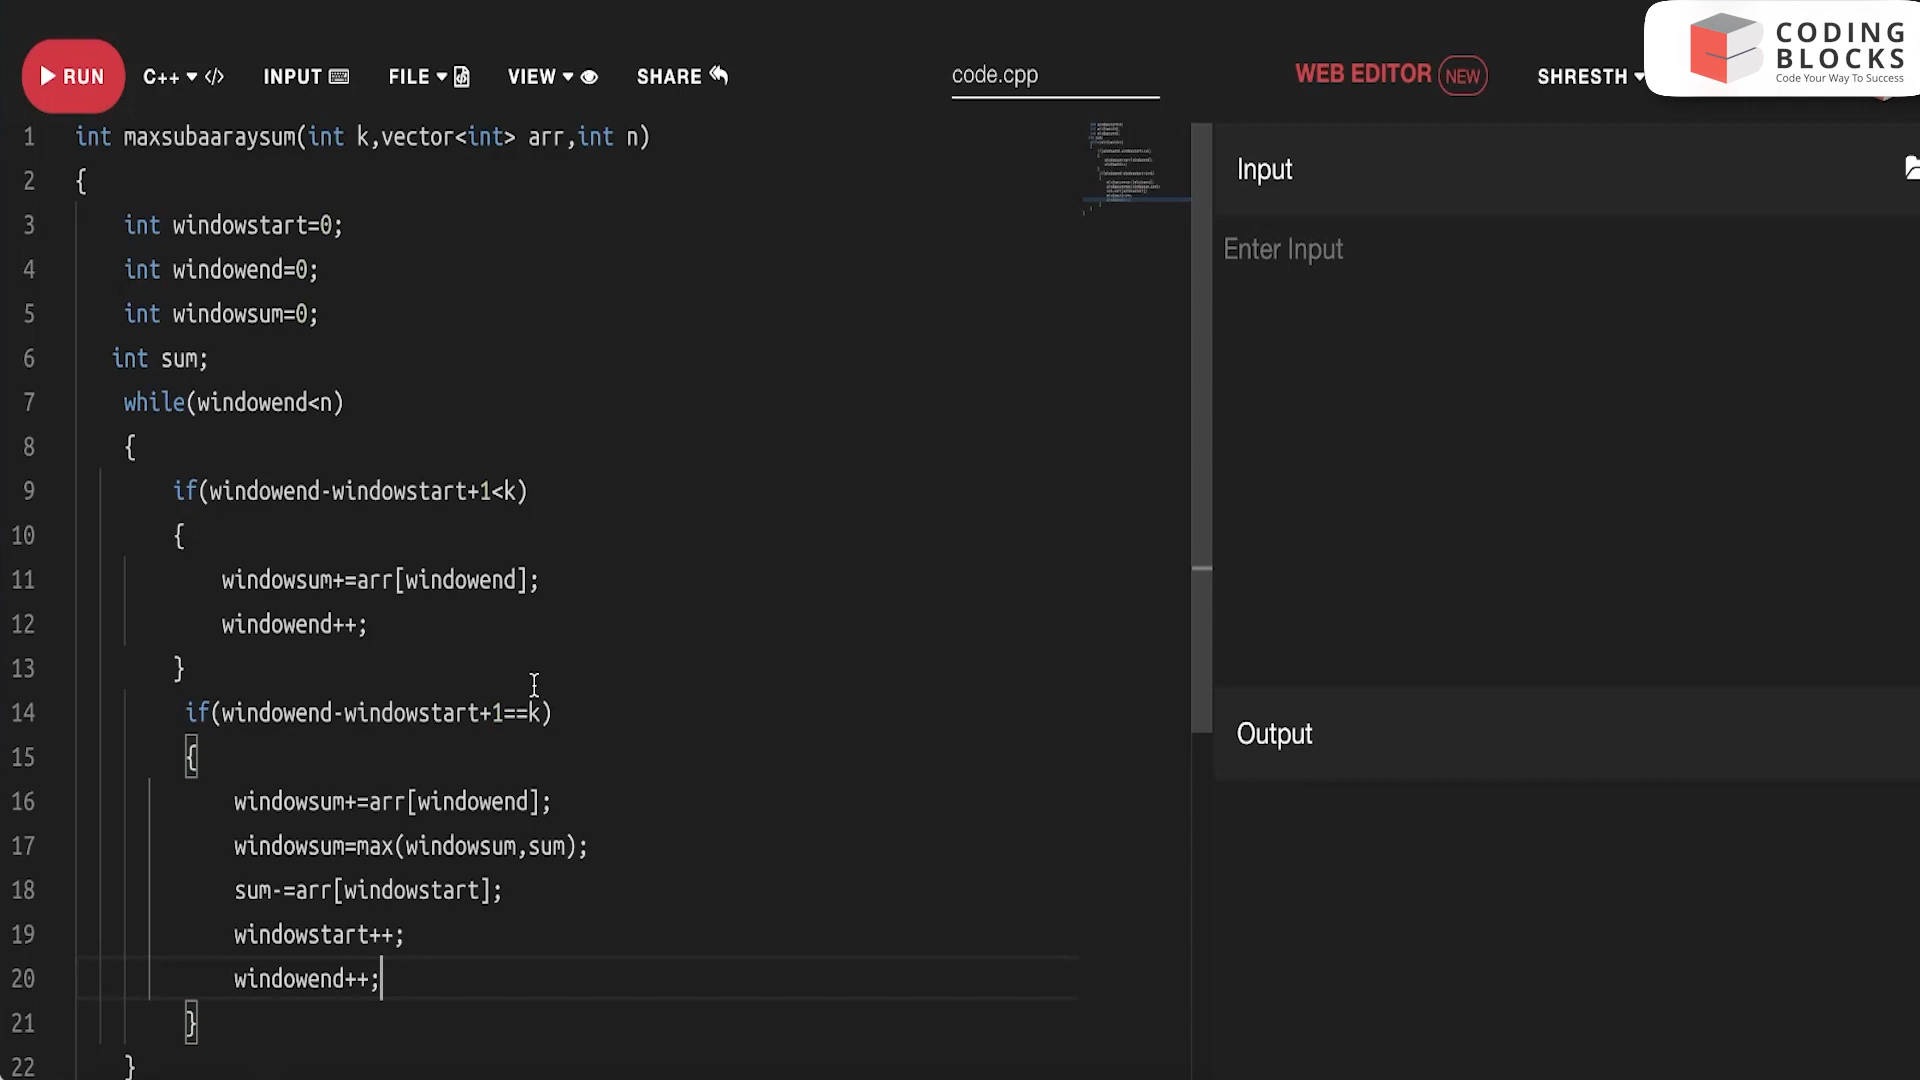 RUN C++ </> INPUT FILE VIEW SHARE code.cpp WEB EDITOR NEW SHRESTH
CODING
BLOCKS
Code Your Way To Success
1 int maxsubaaraysum(int k,vector<int> arr,int n)
2 {
3 int windowstart=0;
4 int windowend=0;
5 int windowsum=0;
6 int sum;
7 while(windowend<n)
8 {
9 if(windowend-windowstart+1<k)
10 {
11 windowsum+=arr[windowend];
12 windowend++;
13 }
14 if(windowend-windowstart+1==k)
15 {
16 windowsum+=arr[windowend];
17 windowsum=max(windowsum,sum);
18 sum-=arr[windowstart];
19 windowstart++;
20 windowend++;
21 }
22 }
Input
Enter Input
Output